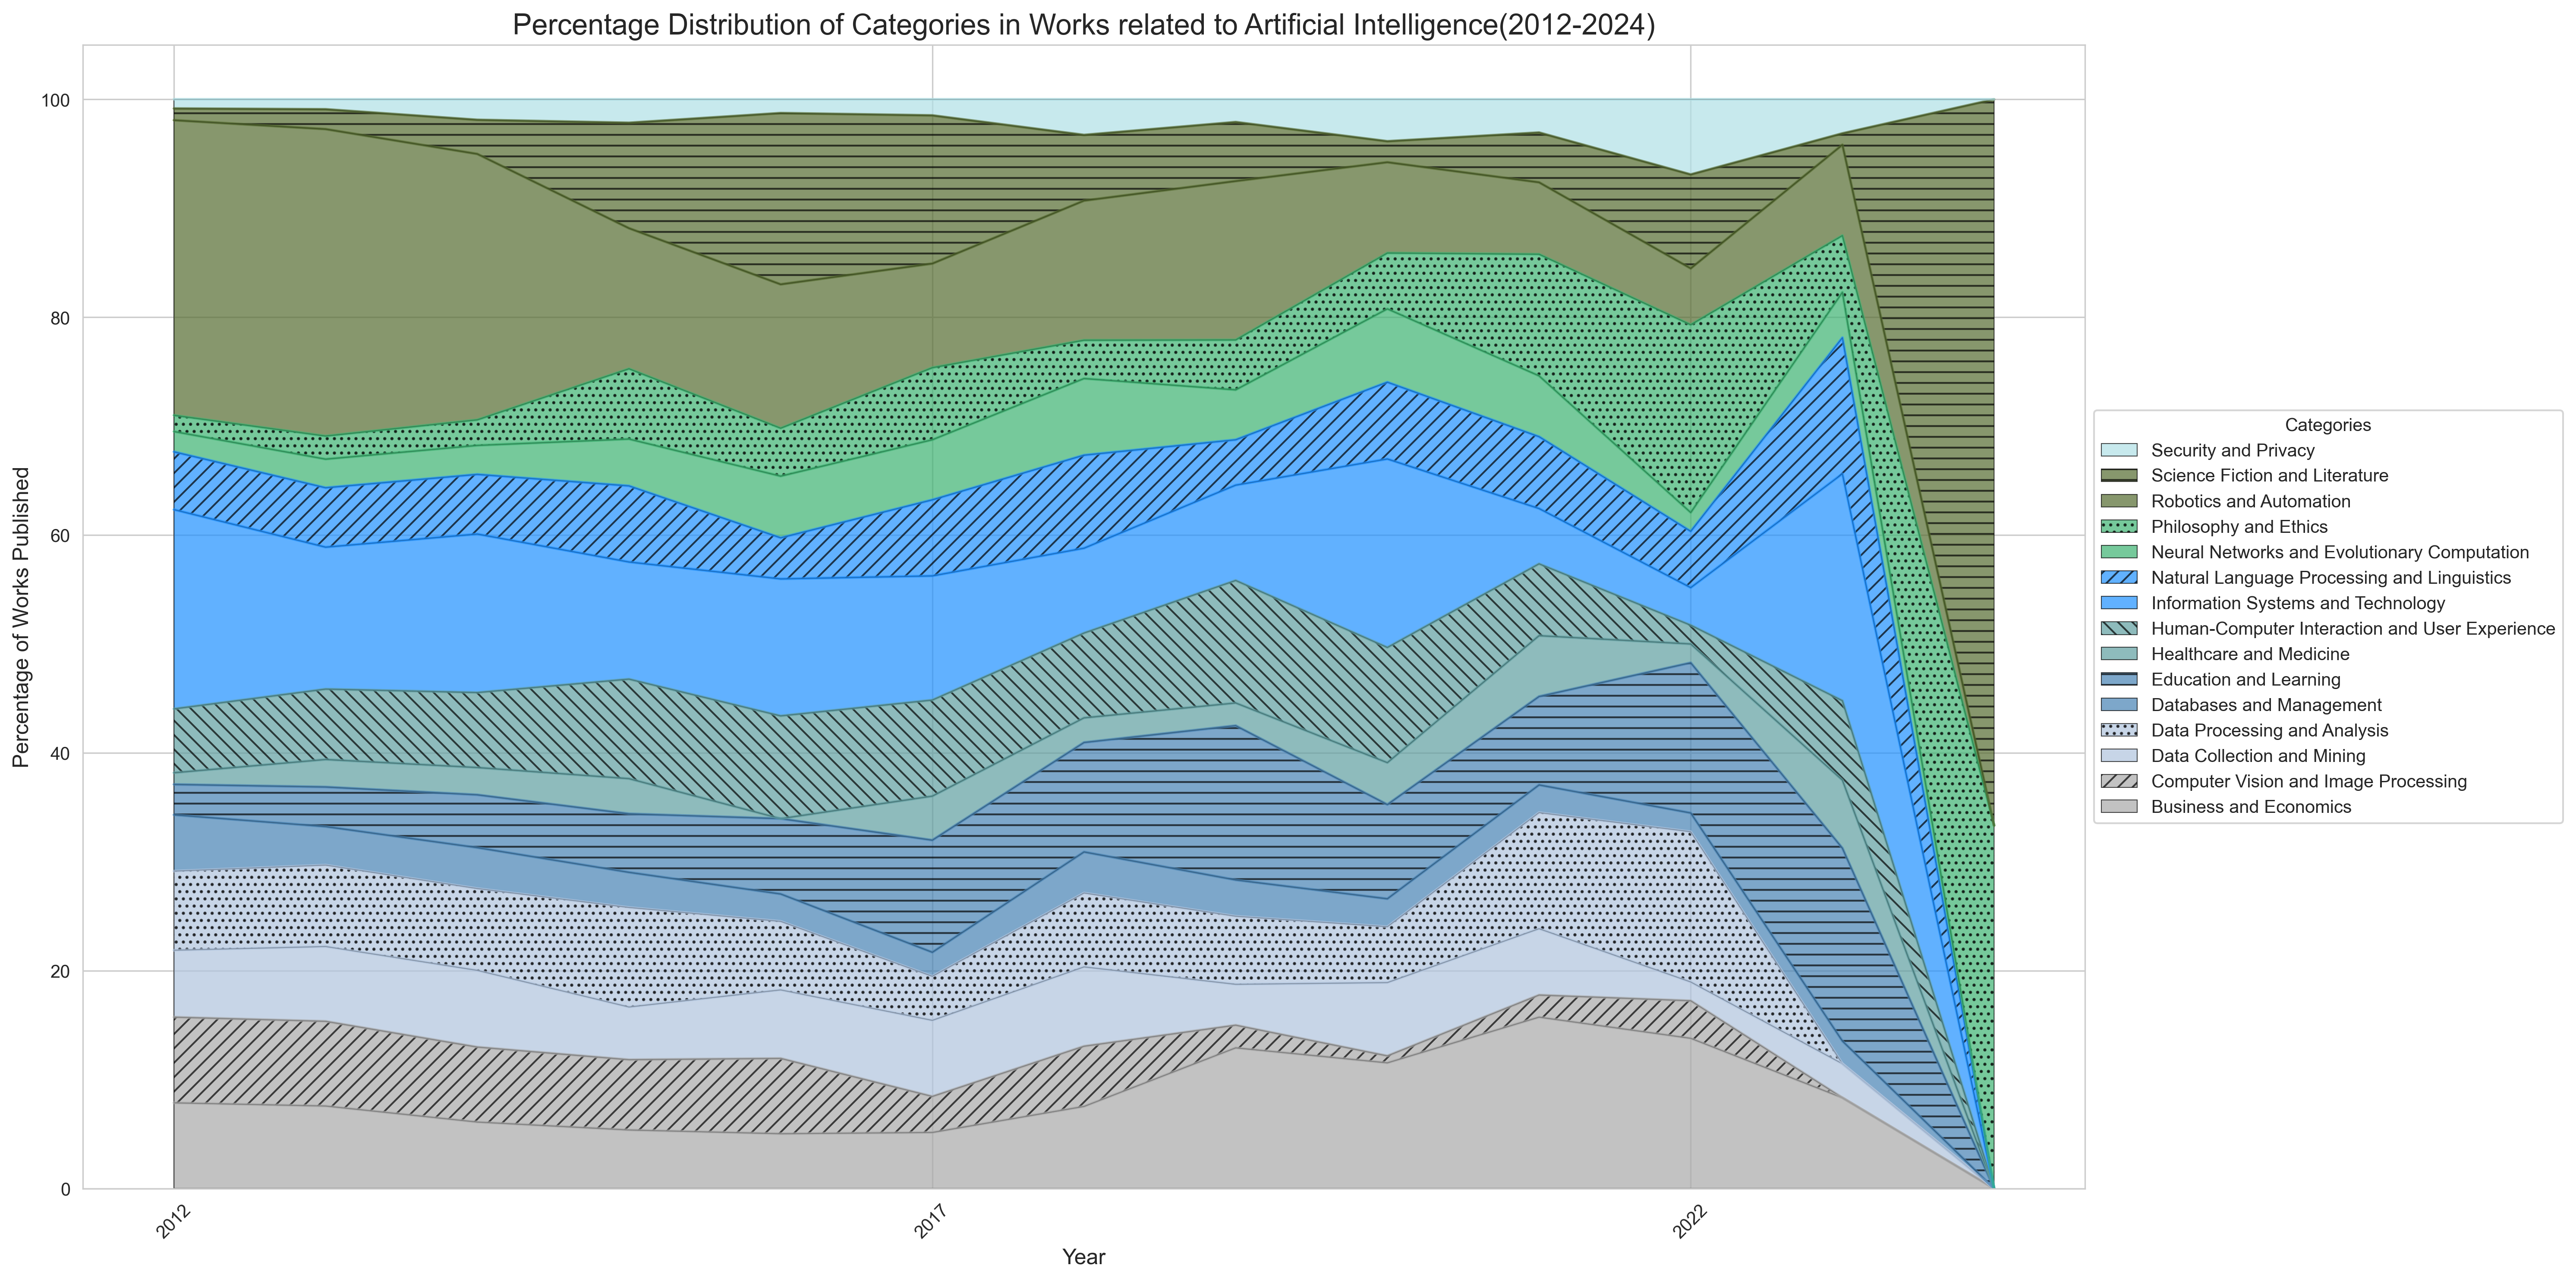 Percentage Distribution of Categories in Works related to Artificial Intelligence(2012-2024)
Percentage of Works Published
100
80
60
40
20
0
2012
2017
2022
Year
Categories
Security and Privacy
Science Fiction and Literature
Robotics and Automation
Philosophy and Ethics
Neural Networks and Evolutionary Computation
Natural Language Processing and Linguistics
Information Systems and Technology
Human-Computer Interaction and User Experience
Healthcare and Medicine
Education and Learning
Databases and Management
Data Processing and Analysis
Data Collection and Mining
Computer Vision and Image Processing
Business and Economics